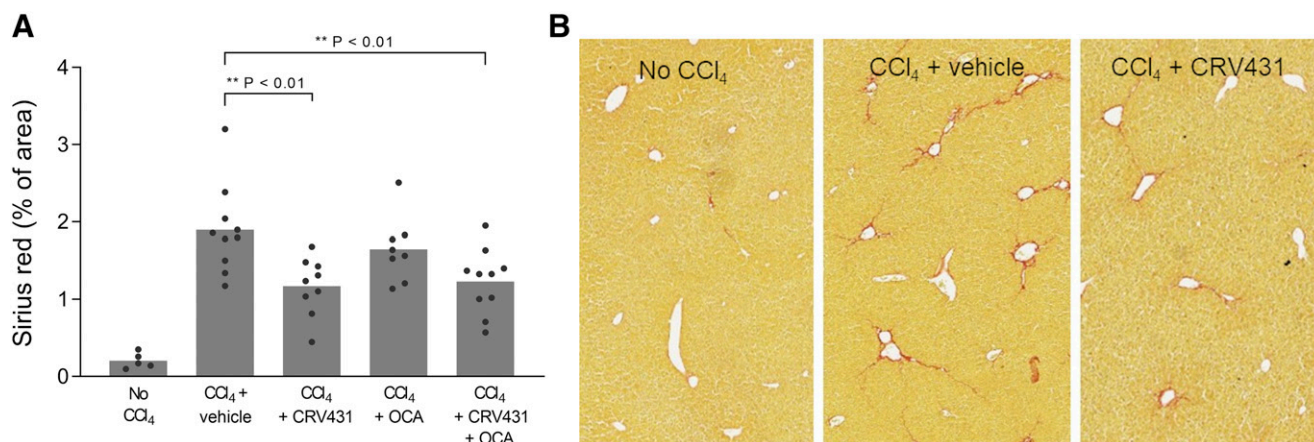 A
** P < 0.01
** P < 0.01
4
3
2
1
0
Sirius red (% of area)
No
CCl₄
CCl₄ +
vehicle
CCl₄
+ CRV431
CCl₄
+ OCA
CCl₄
+ CRV431
+ OCA
B
No CCl₄
CCl₄ + vehicle
CCl₄ + CRV431